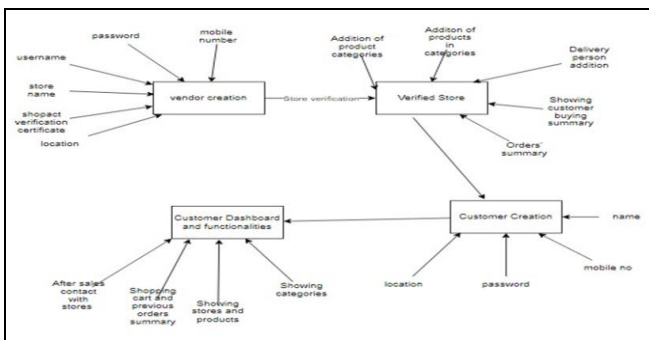 password
mobile
number
username
store
name
shopact
verification
certificate
location
vendor creation
Store verification
Addition of
product
categories
Additon of
products
in
categories
Delivery
person
addition
Verified Store
Showing
customer
buying
summary
Orders'
summary
Customer Dashboard
and functionalities
Customer Creation
name
mobile no
password
location
After sales
contact
with
stores
Shopping
cart and
previous
orders
summary
Showing
stores and
products
Showing
categories